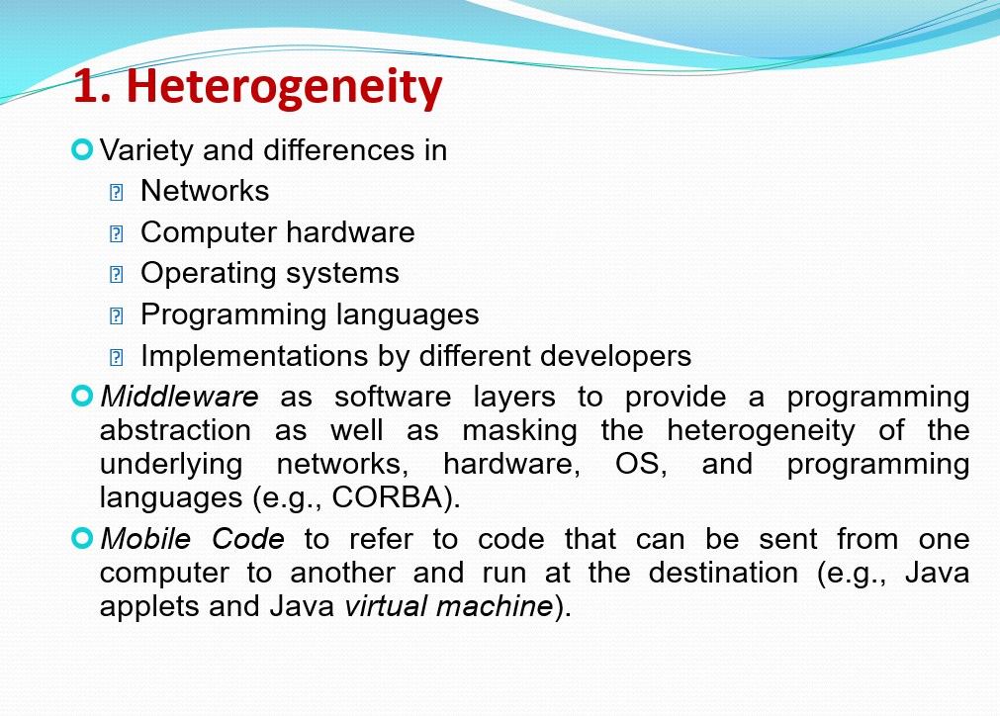 1. Heterogeneity
Variety and differences in
Networks
Computer hardware
Operating systems
Programming languages
Implementations by different developers
Middleware as software layers to provide a programming
abstraction as well as masking the heterogeneity of the
underlying networks, hardware, OS, and programming
languages (e.g., CORBA).
Mobile Code to refer to code that can be sent from one
computer to another and run at the destination (e.g., Java
applets and Java virtual machine).